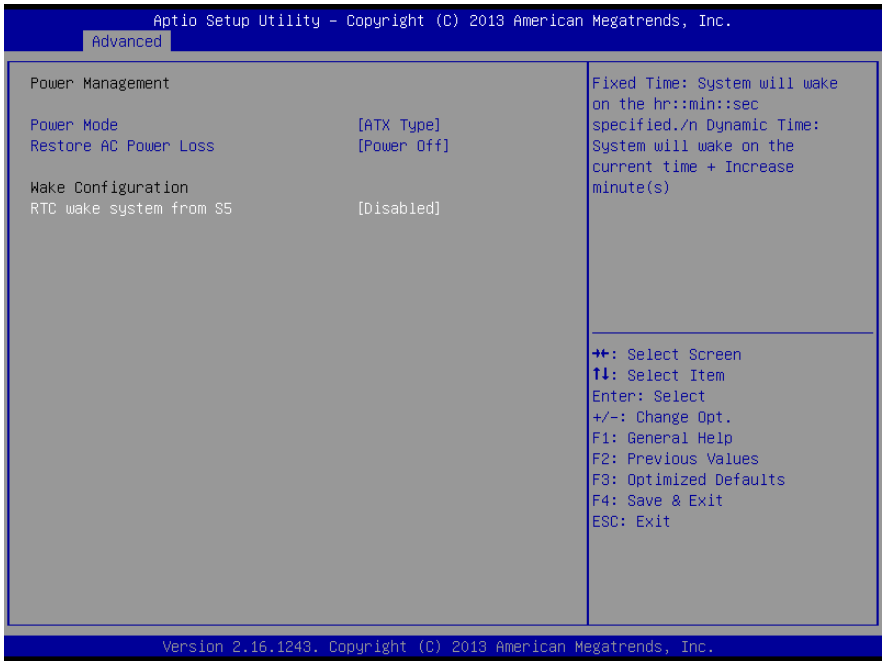 Aptio Setup Utility – Copyright (C) 2013 American Megatrends, Inc.
Advanced
Power Management
Power Mode [ATX Type]
Restore AC Power Loss [Power Off]
Wake Configuration
RTC wake system from S5 [Disabled]
Fixed Time: System will wake
on the hr::min::sec
specified./n Dynamic Time:
System will wake on the
current time + Increase
minute(s)
→←: Select Screen
↑↓: Select Item
Enter: Select
+/-: Change Opt.
F1: General Help
F2: Previous Values
F3: Optimized Defaults
F4: Save & Exit
ESC: Exit
Version 2.16.1243. Copyright (C) 2013 American Megatrends, Inc.